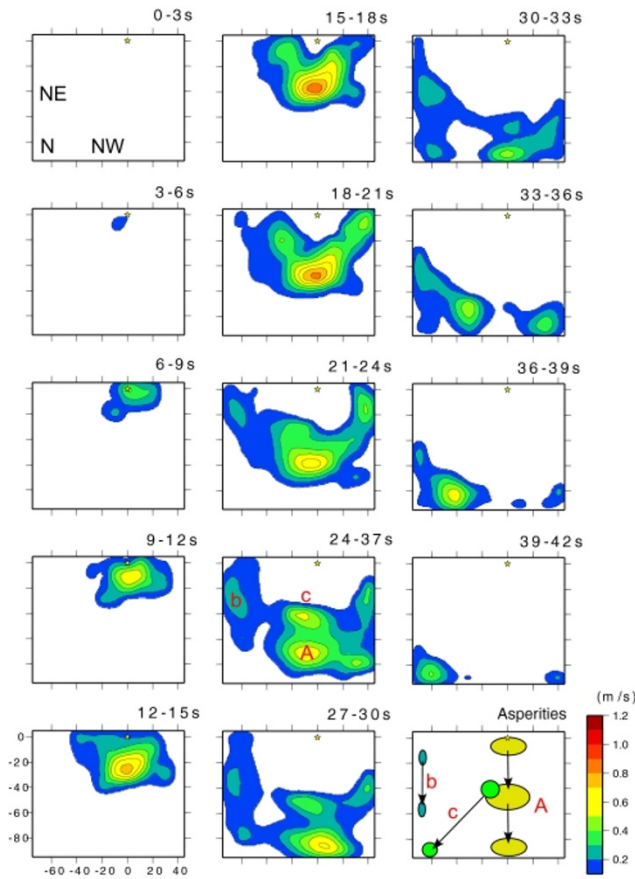 0-3s
15-18s
30-33s
NE
N
NW
3-6s
18-21s
33-36s
6-9s
21-24s
36-39s
9-12s
24-37s
39-42s
b
c
A
(m/s)
12-15s
27-30s
Asperities
0
-20
-40
-60
-80
-60 -40 -20 0 20 40
b
c
A
1.2
1.0
0.8
0.6
0.4
0.2